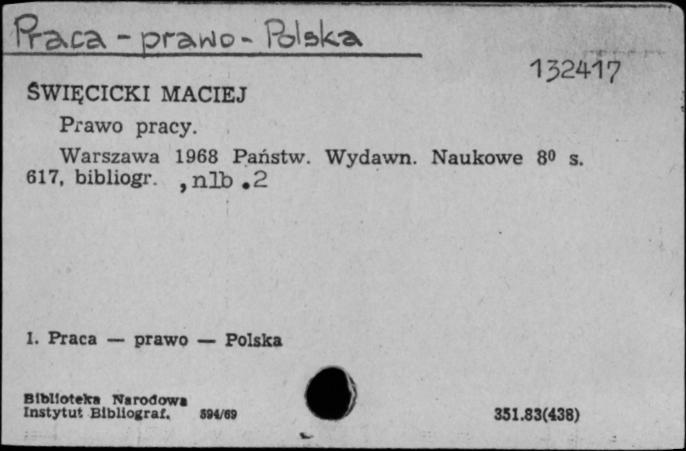 Praca - prawo - Polska
132417
ŚWIĘCICKI MACIEJ
Prawo pracy.
Warszawa 1968 Państw. Wydawn. Naukowe 8⁰ s.
617, bibliogr. , nlb .2
1. Praca — prawo — Polska
Biblioteka Narodowa
Instytut Bibliograf. 594/69
351.83(438)